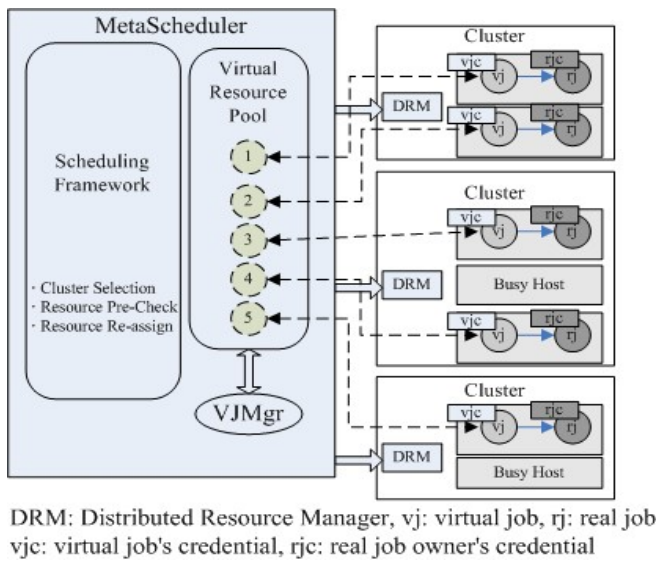 MetaScheduler
Scheduling
Framework
· Cluster Selection
· Resource Pre-Check
· Resource Re-assign
Virtual
Resource
Pool
1
2
3
4
5
VJMgr
Cluster
DRM
vjc
vj
rjc
rj
vjc
vj
rjc
rj
Cluster
DRM
vjc
vj
rjc
rj
Busy Host
vjc
vj
rjc
rj
Cluster
DRM
vjc
vj
rjc
rj
Busy Host
DRM: Distributed Resource Manager, vj: virtual job, rj: real job
vjc: virtual job's credential, rjc: real job owner's credential